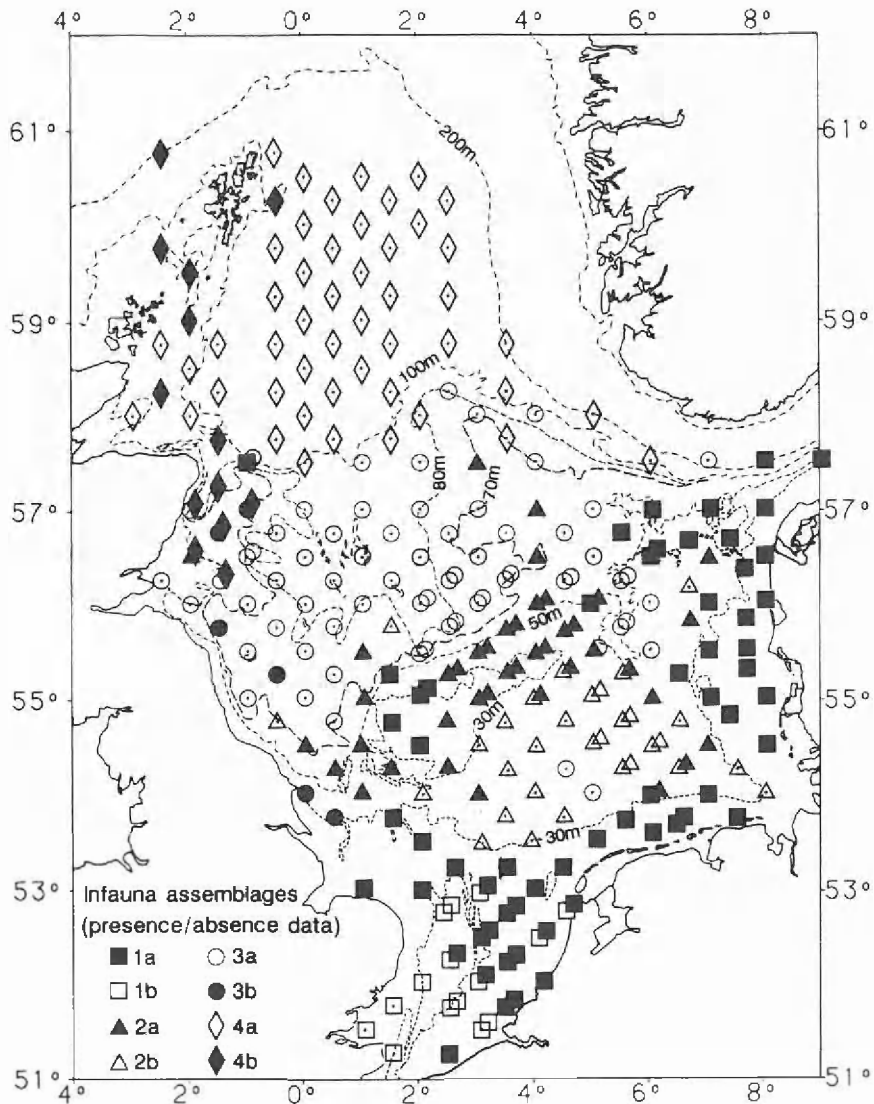 4° 2° 0° 2° 4° 6° 8°
61° 61°
200m
59° 59°
100m
80m
70m
57° 57°
50m
55° 55°
30m
30m
53° 53°
Infauna assemblages
(presence/absence data)
1a 3a
1b 3b
2a 4a
2b 4b
51° 51°
4° 2° 0° 2° 4° 6° 8°